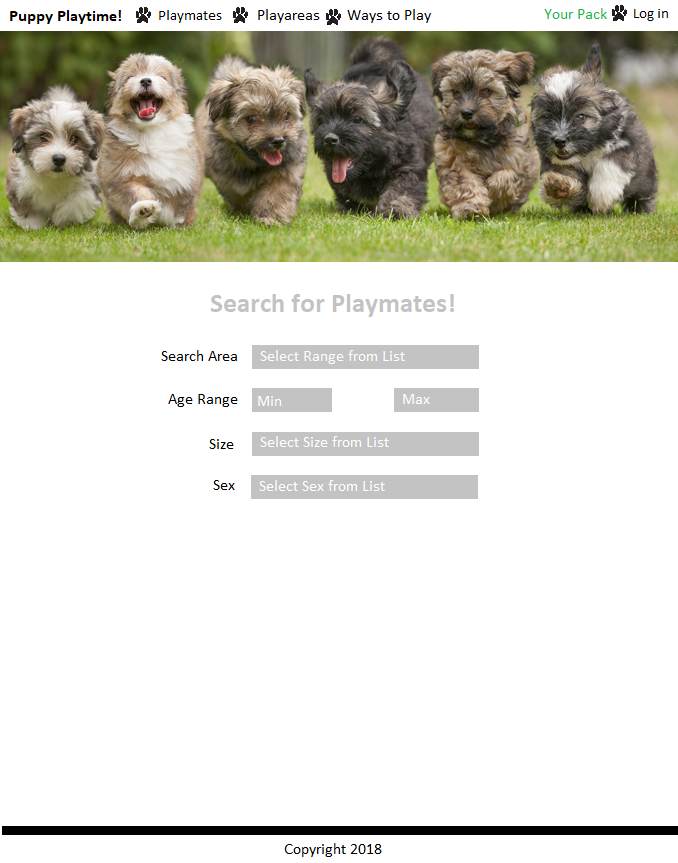 Puppy Playtime! Playmates Playareas Ways to Play Your Pack Log in
Search for Playmates!
Search Area Select Range from List
Age Range Min Max
Size Select Size from List
Sex Select Sex from List
Copyright 2018